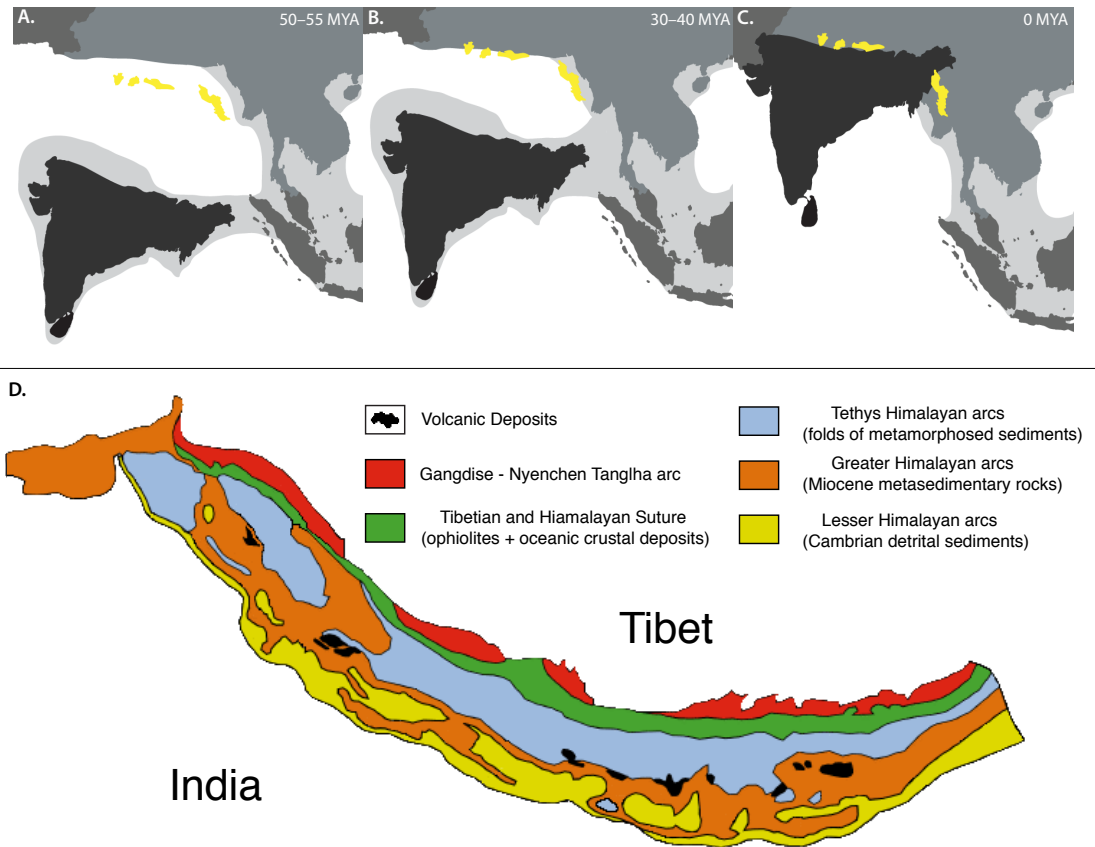 A.
50–55 MYA
B.
30–40 MYA
C.
0 MYA
D.
Volcanic Deposits
Gangdise - Nyenchen Tanglha arc
Tibetian and Hiamalayan Suture
(ophiolites + oceanic crustal deposits)
Tethys Himalayan arcs
(folds of metamorphosed sediments)
Greater Himalayan arcs
(Miocene metasedimentary rocks)
Lesser Himalayan arcs
(Cambrian detrital sediments)
Tibet
India